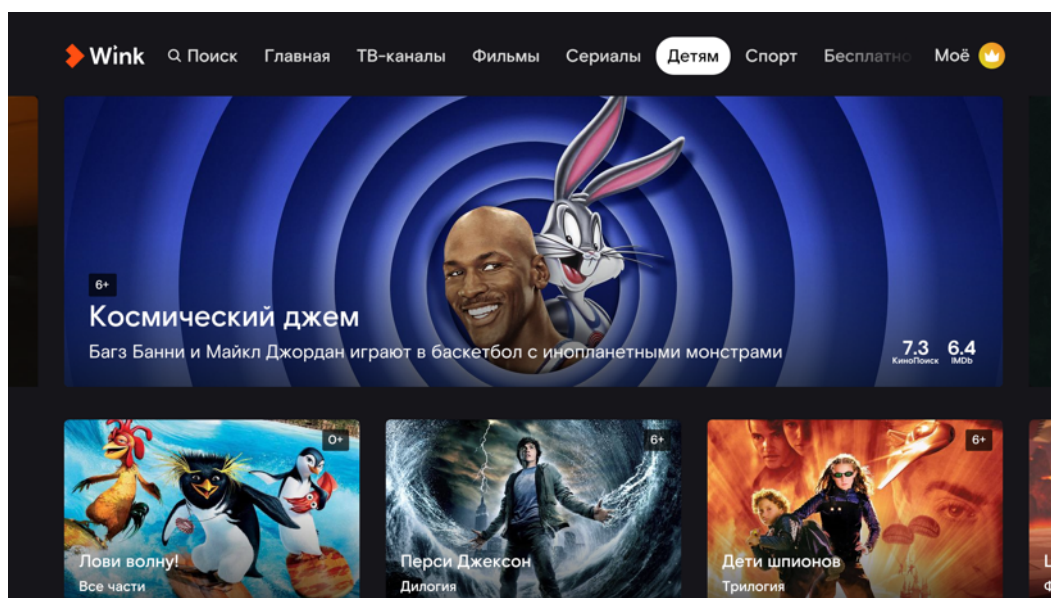 Wink Поиск Главная ТВ-каналы Фильмы Сериалы Детям Спорт Бесплатно Моё
6+
Космический джем
Багз Банни и Майкл Джордан играют в баскетбол с инопланетными монстрами
7.3 6.4
КиноПоиск IMDb
0+ 6+ 6+
Лови волну! Перси Джексон Дети шпионов
Все части Дилогия Трилогия